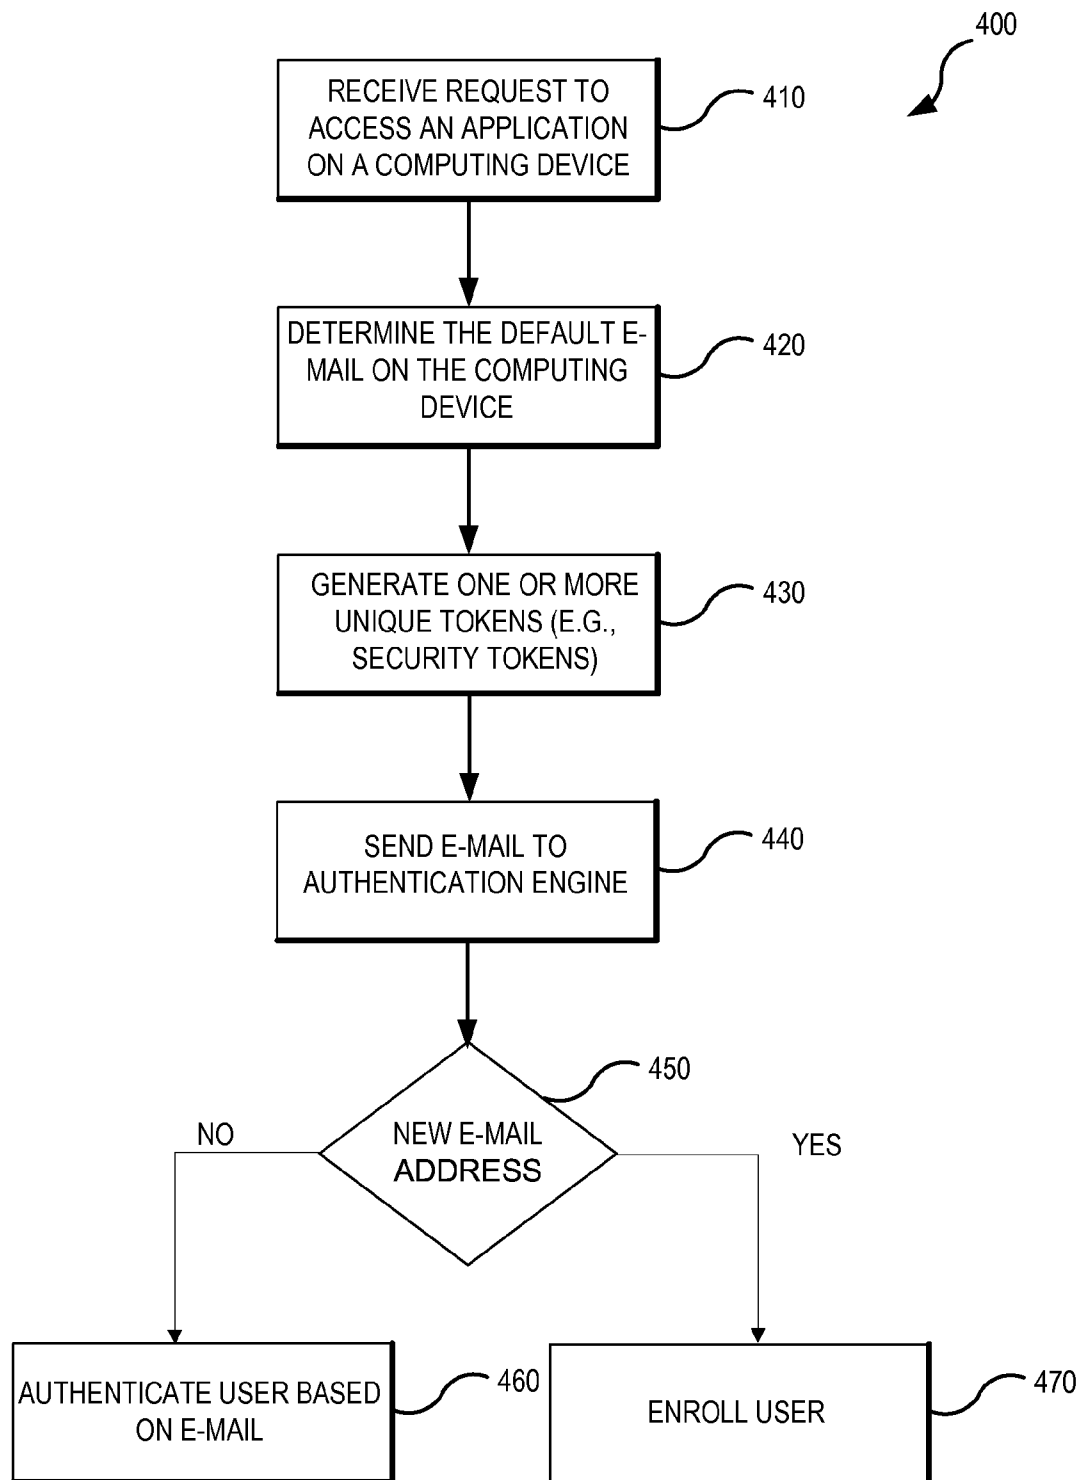 400
RECEIVE REQUEST TO
ACCESS AN APPLICATION
ON A COMPUTING DEVICE
410
DETERMINE THE DEFAULT E-
MAIL ON THE COMPUTING
DEVICE
420
GENERATE ONE OR MORE
UNIQUE TOKENS (E.G.,
SECURITY TOKENS)
430
SEND E-MAIL TO
AUTHENTICATION ENGINE
440
NEW E-MAIL
ADDRESS
450
NO
YES
AUTHENTICATE USER BASED
ON E-MAIL
460
ENROLL USER
470